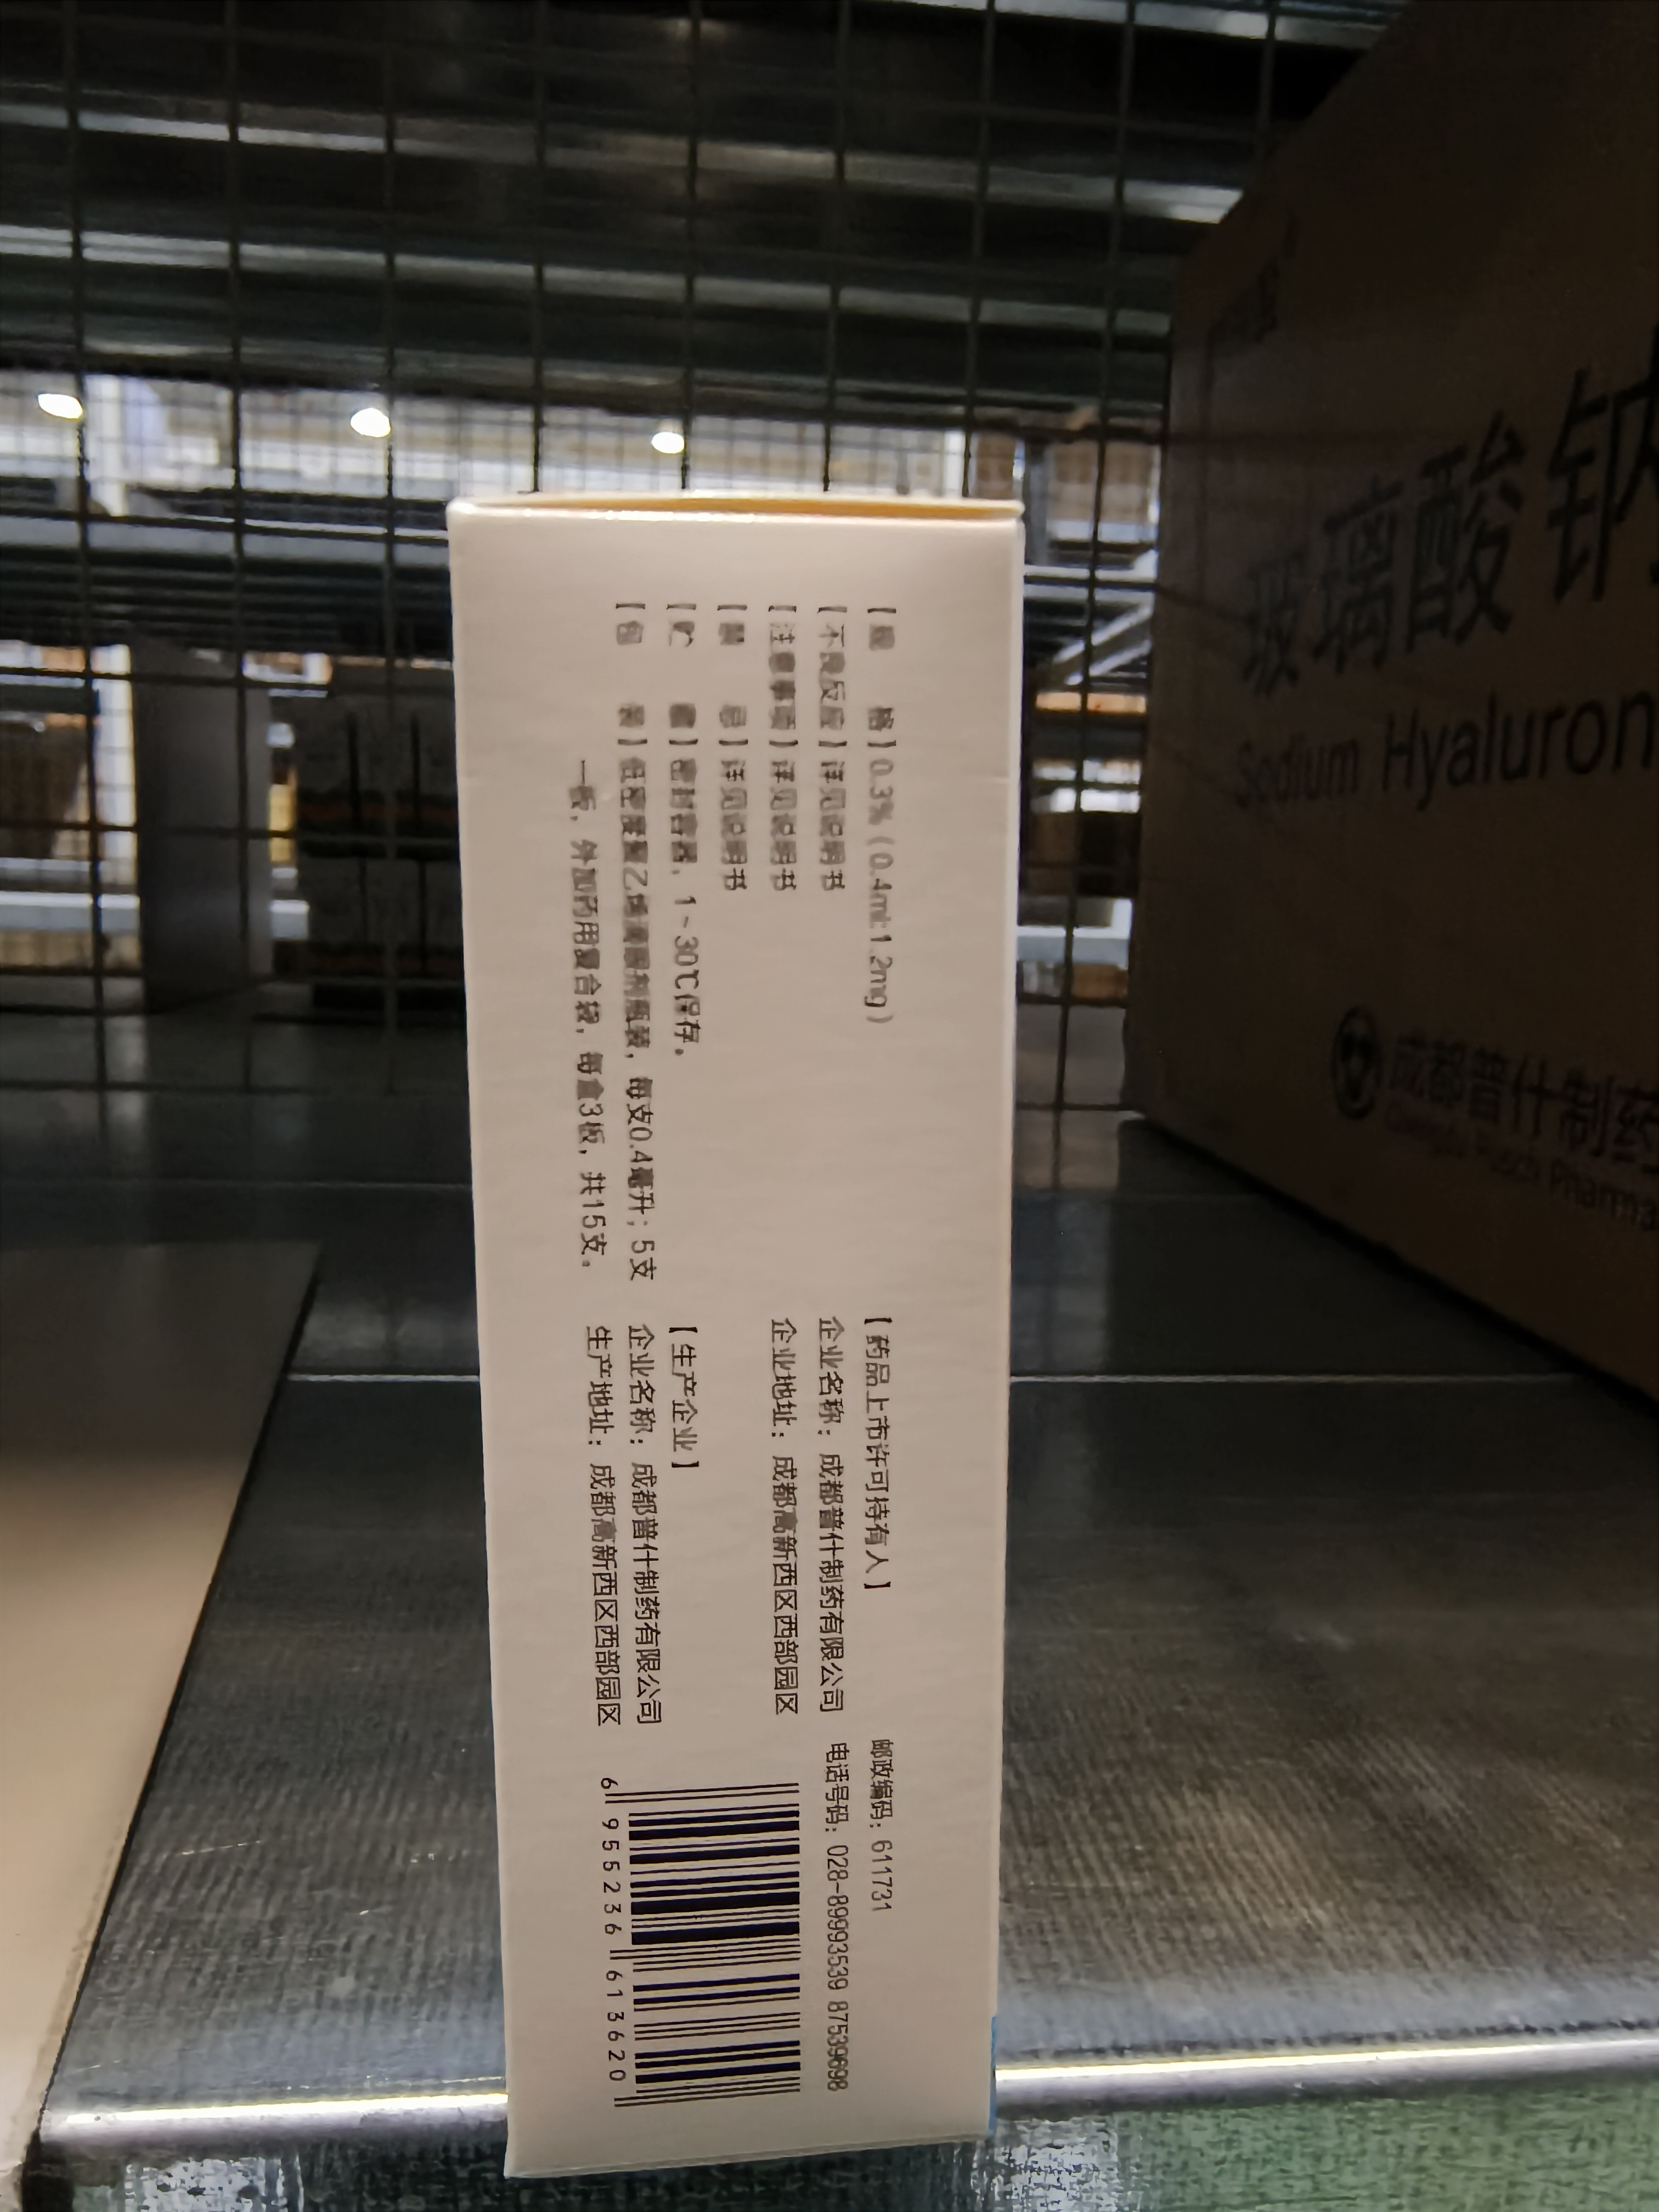 【规 格】0.3%(0.4ml:1.2mg)
【不良反应】详见说明书
【注意事项】详见说明书
【禁 忌】详见说明书
【贮 藏】密封容器，1~30℃保存。
【包 装】低密度聚乙烯滴眼剂瓶装，每支0.4毫升；5支
一板，外加药用复合袋，每盒3板，共15支。
【药品上市许可持有人】
企业名称：成都普什制药有限公司
企业地址：成都高新西区西部园区
【生产企业】
企业名称：成都普什制药有限公司
生产地址：成都高新西区西部园区
邮政编码：611731
电话号码：028-89993539 87539698
6 955236 613620
玻璃酸钠
Sodium Hyaluron
成都普什制药
Chengdu Push Pharma